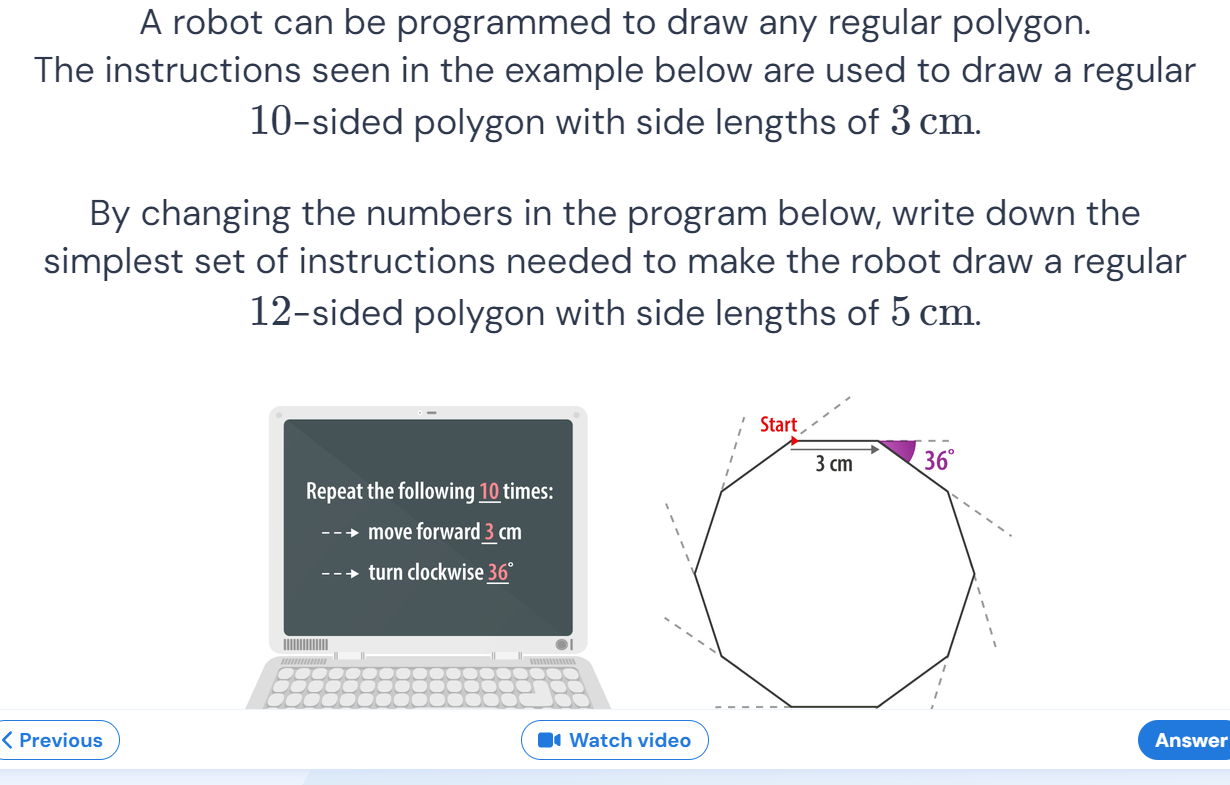 A robot can be programmed to draw any regular polygon.
The instructions seen in the example below are used to draw a regular
10-sided polygon with side lengths of 3 cm.
By changing the numbers in the program below, write down the
simplest set of instructions needed to make the robot draw a regular
12-sided polygon with side lengths of 5 cm.
Repeat the following 10 times:
move forward 3 cm
turn clockwise 36°
Start
3 cm
36°
Previous
Watch video
Answer